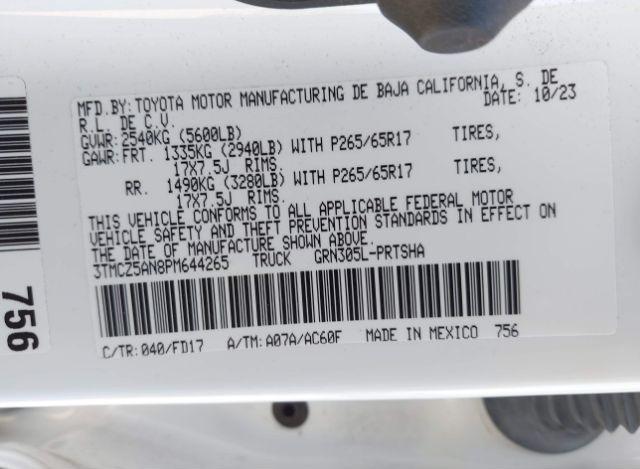 MFD.BY: TOYOTA MOTOR MANUFACTURING DE BAJA CALIFORNIA, S. DE
R.L. DE C.V. DATE: 10/23
GVWR: 2540KG (5600LB)
GAWR: FRT. 1335KG (2940LB) WITH P265/65R17 TIRES,
17X7.5J RIMS.
RR. 1490KG (3280LB) WITH P265/65R17 TIRES,
17X7.5J RIMS.
THIS VEHICLE CONFORMS TO ALL APPLICABLE FEDERAL MOTOR
VEHICLE SAFETY AND THEFT PREVENTION STANDARDS IN EFFECT ON
THE DATE OF MANUFACTURE SHOWN ABOVE.
3TMCZ5AN8PM644265 TRUCK GRN305L-PRTSHA
C/TR: 040/FD17 A/TM: A07A/AC60F MADE IN MEXICO 756
756